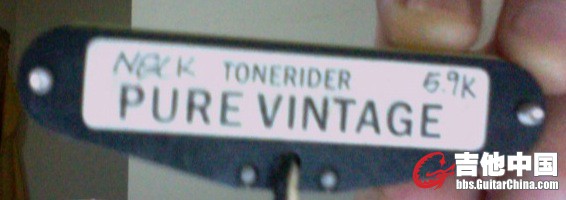 Neck TONERIDER 5.9K
PURE VINTAGE
吉他中国
bbs.GuitarChina.com